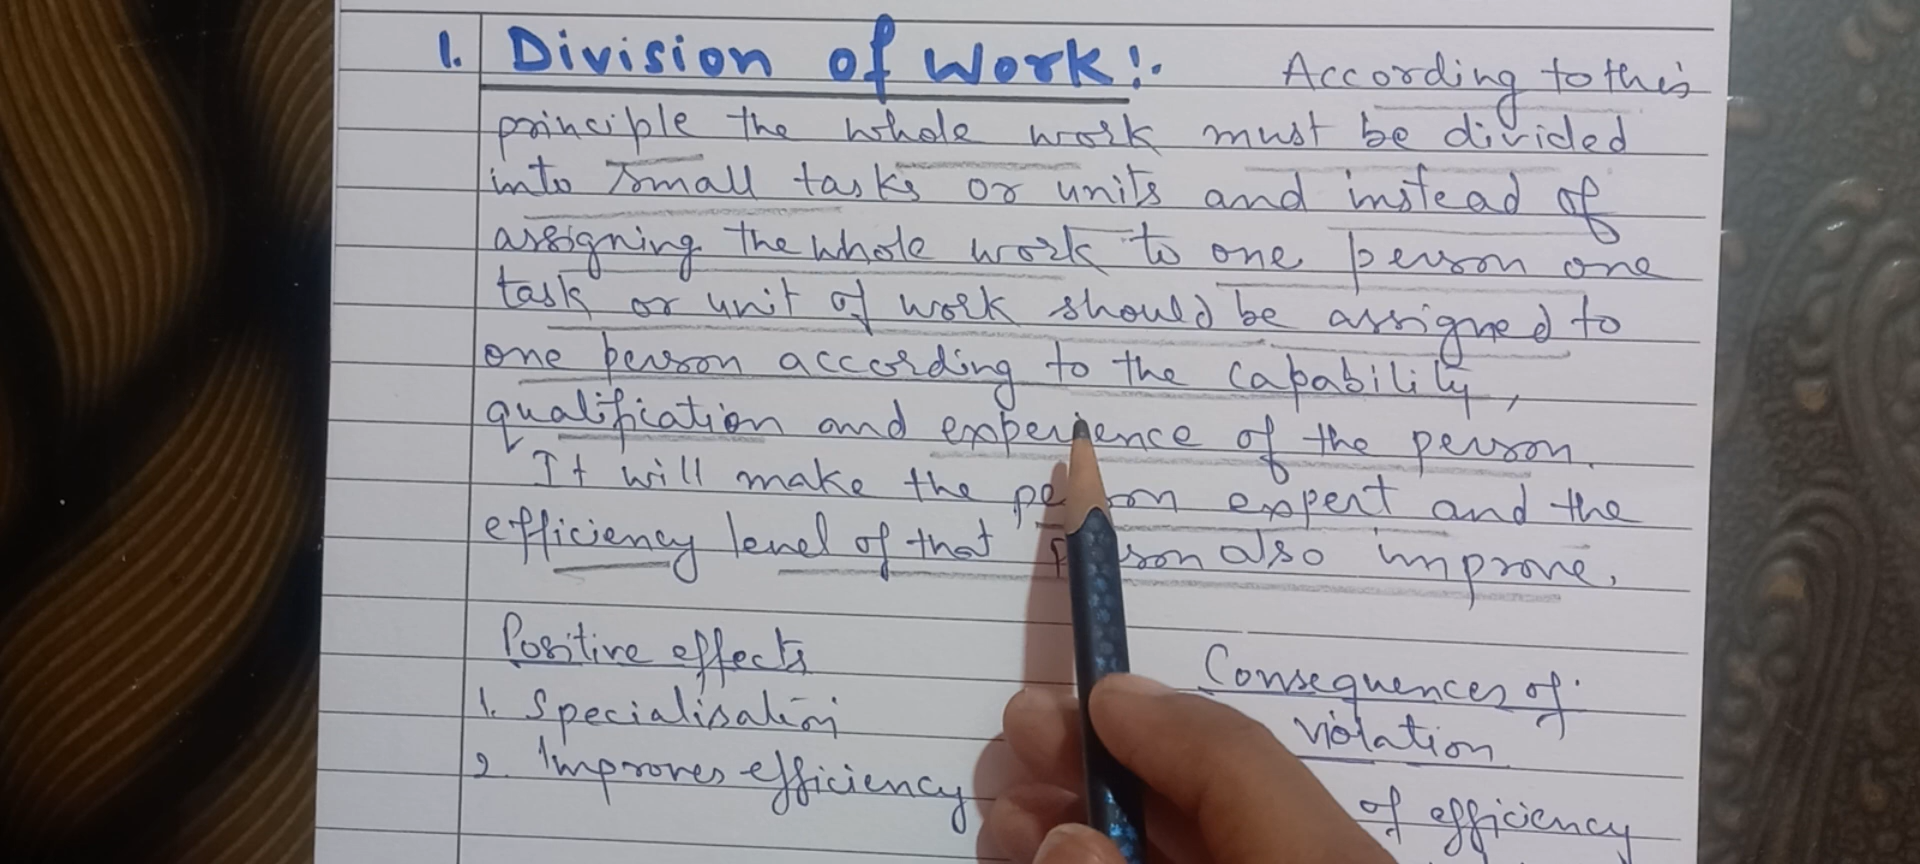 1. Division of Work:- According to this
principle the whole work must be divided
into small tasks or units and instead of
assigning the whole work to one person one
task or unit of work should be assigned to
one person according to the capability,
qualification and experience of the person.
It will make the person expert and the
efficiency level of that person also improve.
Positive effects
1. Specialisation
2. Improves efficiency
Consequences of
violation
of efficiency